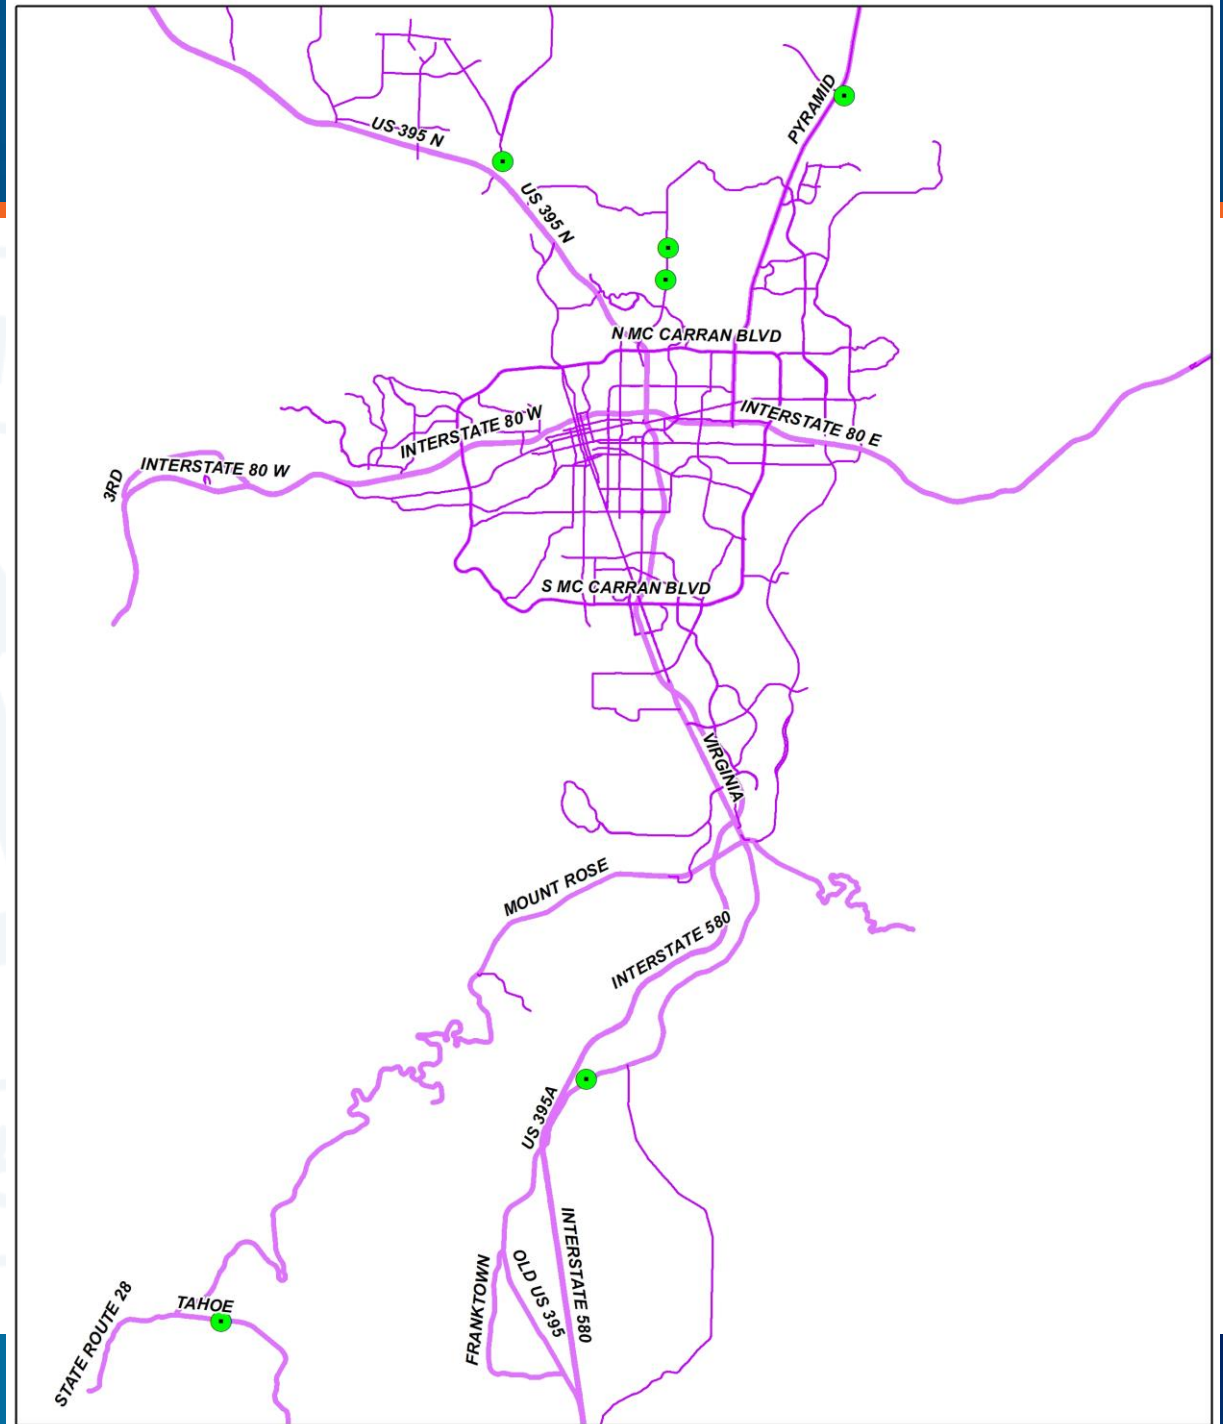 PYRAMID
US 395 N
US 395 N
N MC CARRAN BLVD
INTERSTATE 80 W
INTERSTATE 80 E
INTERSTATE 80 W
3RD
S MC CARRAN BLVD
VIRGINIA
MOUNT ROSE
INTERSTATE 580
US 395A
INTERSTATE 580
OLD US 395
FRANKTOWN
TAHOE
STATE ROUTE 28